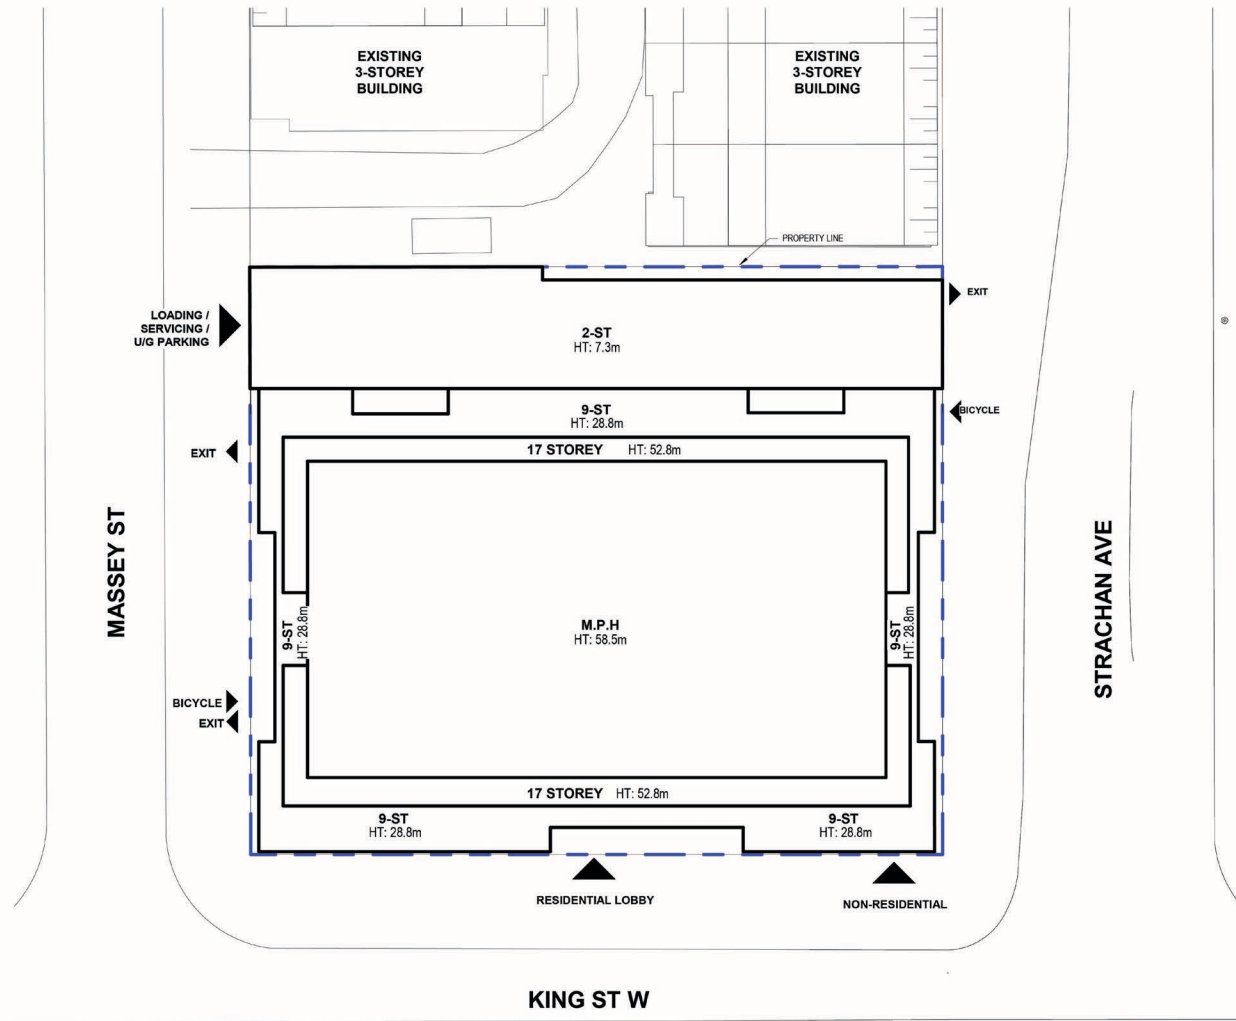 EXISTING
3-STOREY
BUILDING
EXISTING
3-STOREY
BUILDING
PROPERTY LINE
EXIT
LOADING /
SERVICING /
U/G PARKING
2-ST
HT: 7.3m
9-ST
HT: 28.8m
BICYCLE
EXIT
17 STOREY HT: 52.8m
MASSEY ST
STRACHAN AVE
9-ST
HT: 28.8m
M.P.H
HT: 58.5m
9-ST
HT: 28.8m
BICYCLE
EXIT
17 STOREY HT: 52.8m
9-ST
HT: 28.8m
9-ST
HT: 28.8m
RESIDENTIAL LOBBY
NON-RESIDENTIAL
KING ST W